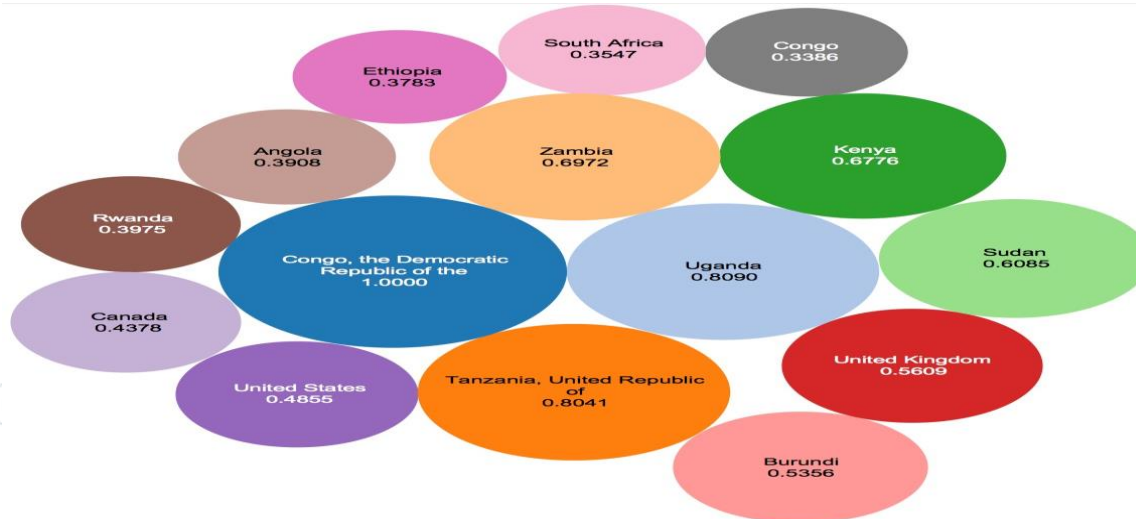 South Africa
0.3547
Congo
0.3386
Ethiopia
0.3783
Angola
0.3908
Zambia
0.6972
Kenya
0.6776
Rwanda
0.3975
Congo, the Democratic
Republic of the
1.0000
Uganda
0.8090
Sudan
0.6085
Canada
0.4378
United States
0.4855
Tanzania, United Republic
of
0.8041
United Kingdom
0.5609
Burundi
0.5356